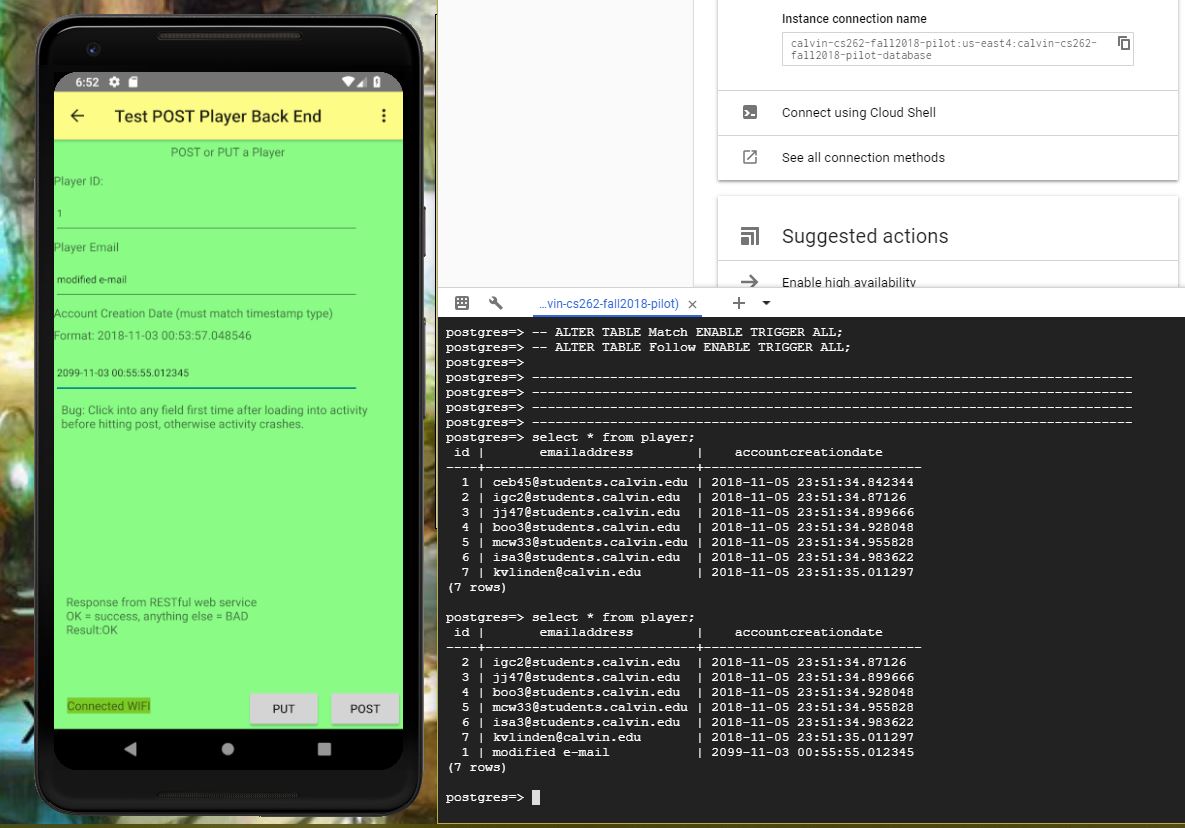 6:52
Test POST Player Back End
POST or PUT a Player
Player ID:
1
Player Email
modified e-mail
Account Creation Date (must match timestamp type)
Format: 2018-11-03 00:53:57.048546
2099-11-03 00:55:55.012345
Bug: Click into any field first time after loading into activity
before hitting post, otherwise activity crashes.
Response from RESTful web service
OK = success, anything else = BAD
Result:OK
Connected WIFI
PUT
POST
Instance connection name
calvin-cs262-fall2018-pilot:us-east4:calvin-cs262-
fall2018-pilot-database
Connect using Cloud Shell
See all connection methods
Suggested actions
Enable high availability
...vin-cs262-fall2018-pilot)
postgres=> -- ALTER TABLE Match ENABLE TRIGGER ALL;
postgres=> -- ALTER TABLE Follow ENABLE TRIGGER ALL;
postgres=>
postgres=> --------------------------------------------------------------------------------
postgres=> --------------------------------------------------------------------------------
postgres=> --------------------------------------------------------------------------------
postgres=> --------------------------------------------------------------------------------
postgres=> select * from player;
 id |       emailaddress        |    accountcreationdate
----+---------------------------+----------------------------
  1 | ceb45@students.calvin.edu | 2018-11-05 23:51:34.842344
  2 | igc2@students.calvin.edu  | 2018-11-05 23:51:34.87126
  3 | jj47@students.calvin.edu  | 2018-11-05 23:51:34.899666
  4 | boo3@students.calvin.edu  | 2018-11-05 23:51:34.928048
  5 | mcw33@students.calvin.edu | 2018-11-05 23:51:34.955828
  6 | isa3@students.calvin.edu  | 2018-11-05 23:51:34.983622
  7 | kvlinden@calvin.edu       | 2018-11-05 23:51:35.011297
(7 rows)
postgres=> select * from player;
 id |       emailaddress        |    accountcreationdate
----+---------------------------+----------------------------
  2 | igc2@students.calvin.edu  | 2018-11-05 23:51:34.87126
  3 | jj47@students.calvin.edu  | 2018-11-05 23:51:34.899666
  4 | boo3@students.calvin.edu  | 2018-11-05 23:51:34.928048
  5 | mcw33@students.calvin.edu | 2018-11-05 23:51:34.955828
  6 | isa3@students.calvin.edu  | 2018-11-05 23:51:34.983622
  7 | kvlinden@calvin.edu       | 2018-11-05 23:51:35.011297
  1 | modified e-mail           | 2099-11-03 00:55:55.012345
(7 rows)
postgres=>